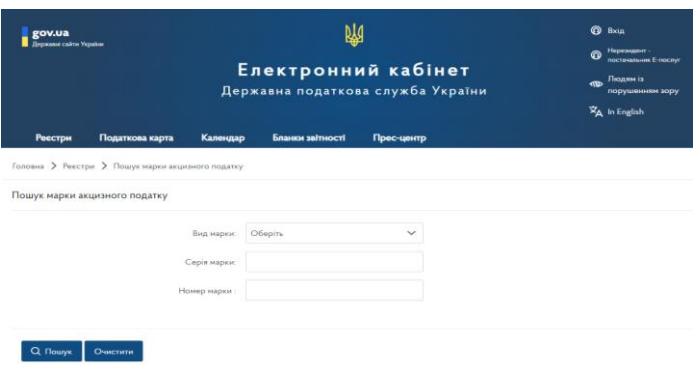 gov.ua
Державні сайти України
Електронний кабінет
Державна податкова служба України
Вхід
Нерезидент -
постачальник Е-послуг
Людям із
порушенням зору
In English
Реєстри Податкова карта Календар Бланки звітності Прес-центр
Головна > Реєстри > Пошук марки акцизного податку
Пошук марки акцизного податку
Вид марки: Оберіть
Серія марки:
Номер марки :
Пошук Очистити